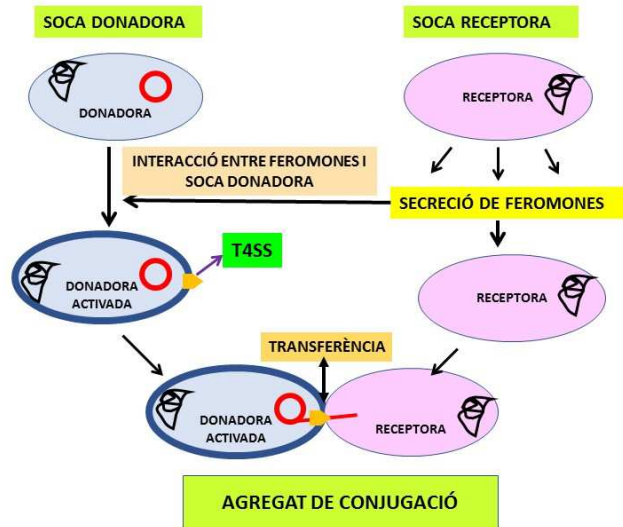 SOCA DONADORA
SOCA RECEPTORA
DONADORA
RECEPTORA
INTERACCIÓ ENTRE FEROMONES I
SOCA DONADORA
SECRECIÓ DE FEROMONES
T4SS
DONADORA
ACTIVADA
RECEPTORA
TRANSFERÈNCIA
DONADORA
ACTIVADA
RECEPTORA
AGREGAT DE CONJUGACIÓ